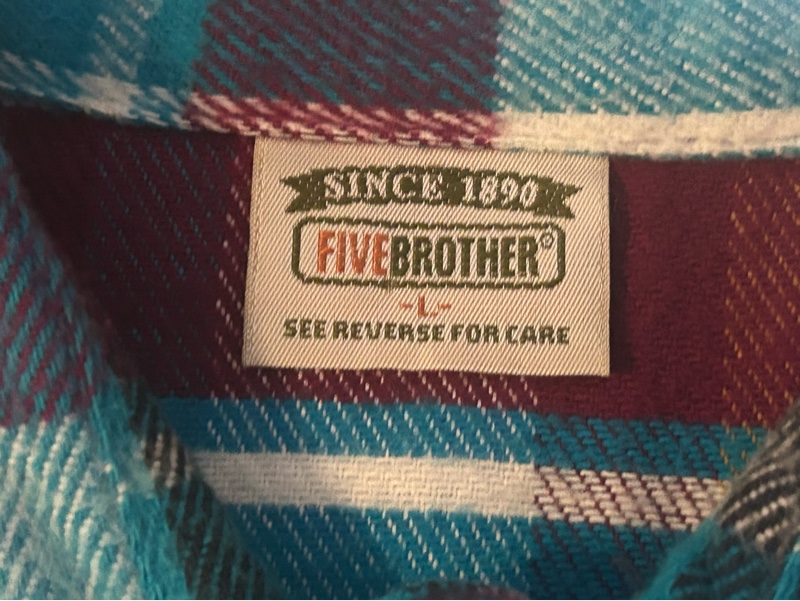 SINCE 1890
FIVEBROTHER©
-L-
SEE REVERSE FOR CARE